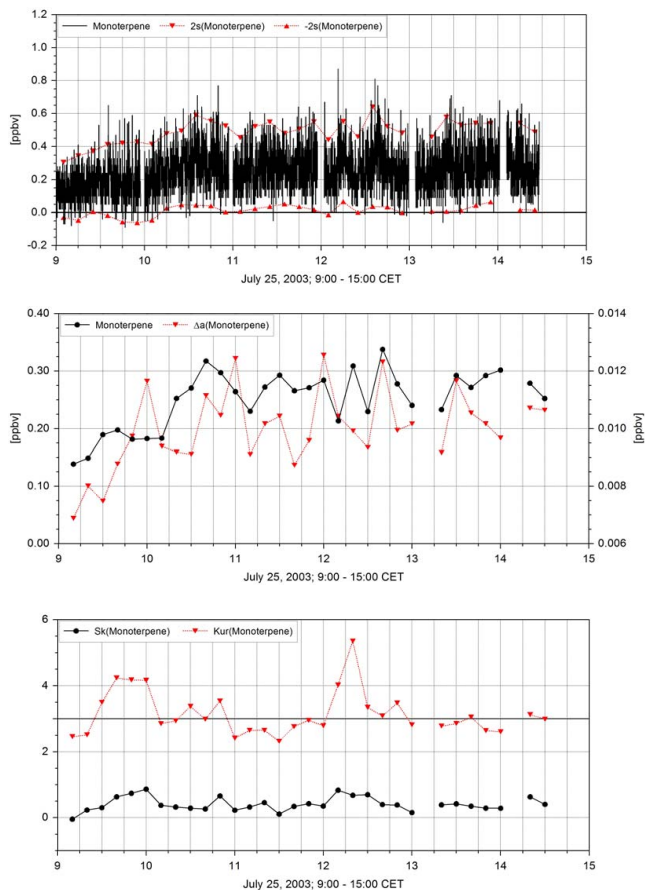 Monoterpene 2s(Monoterpene) -2s(Monoterpene)
1.2
1.0
0.8
0.6
0.4
0.2
0.0
-0.2
[ppbv]
9 10 11 12 13 14 15
July 25, 2003; 9:00 - 15:00 CET
Monoterpene Δa(Monoterpene)
0.40 0.014
0.012
0.30
0.20 0.010
0.10 0.008
0.00 0.006
[ppbv] [ppbv]
9 10 11 12 13 14 15
July 25, 2003; 9:00 - 15:00 CET
Sk(Monoterpene) Kur(Monoterpene)
6
4
2
0
9 10 11 12 13 14 15
July 25, 2003; 9:00 - 15:00 CET